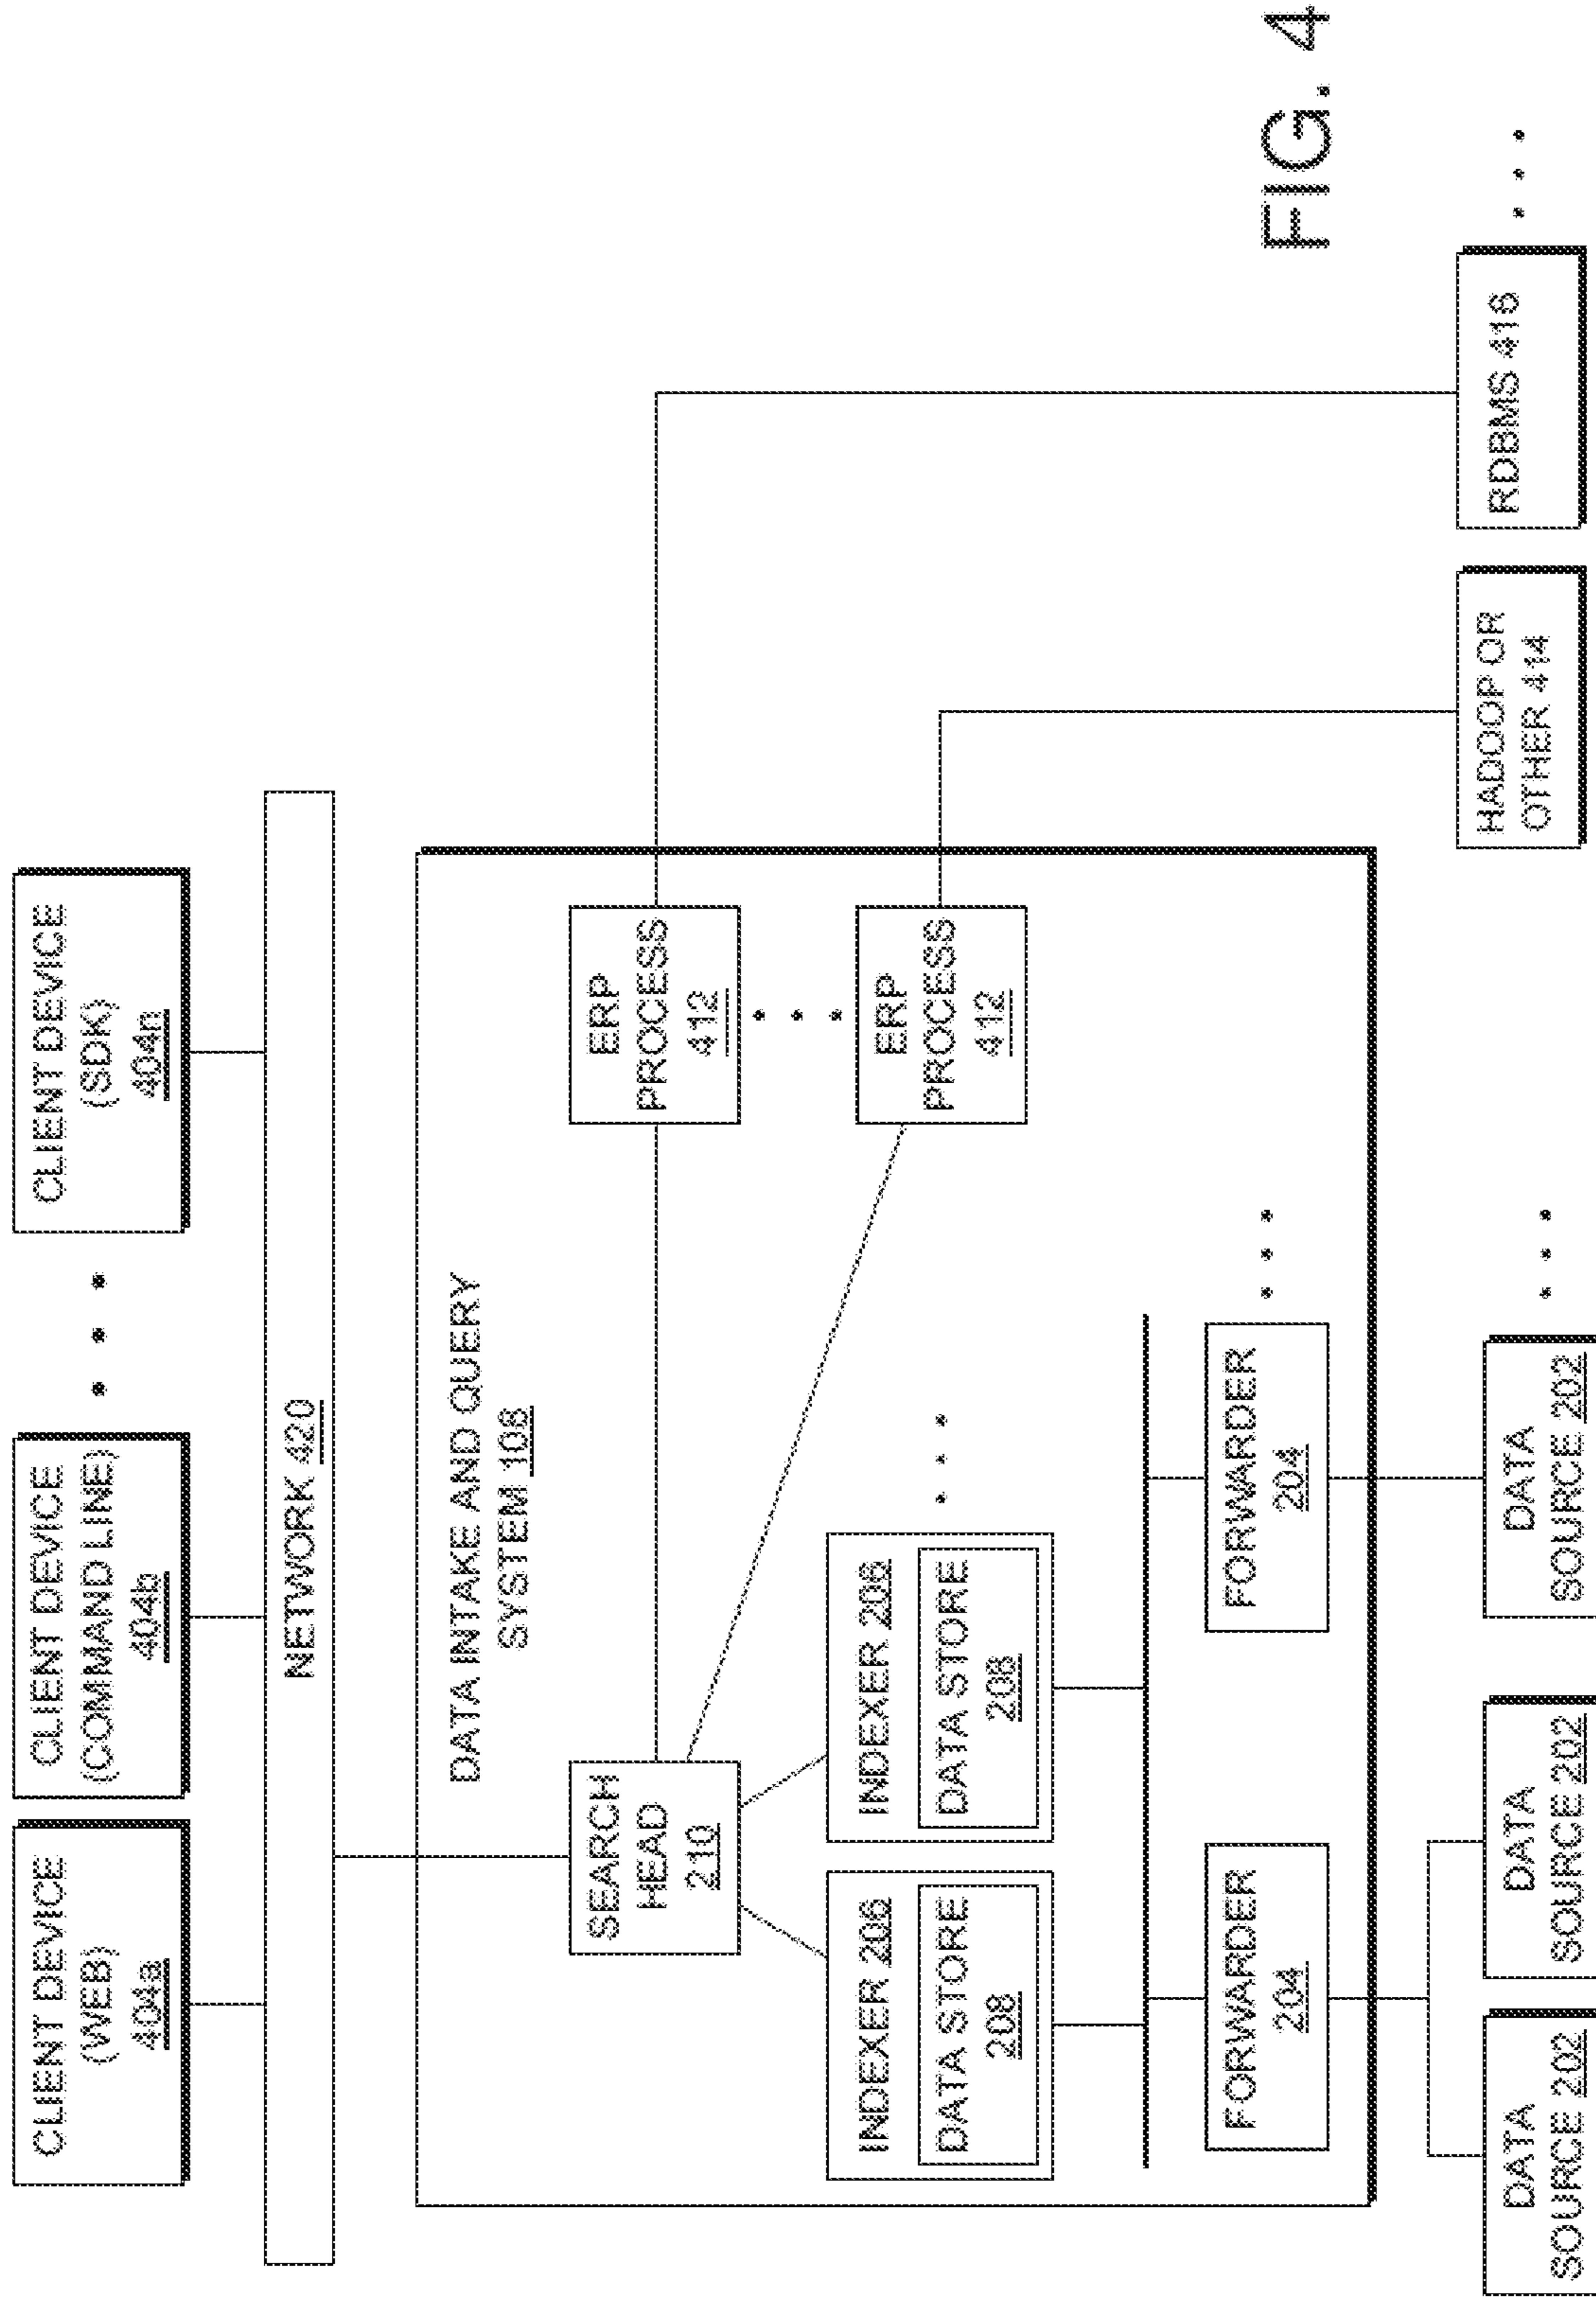 CLIENT DEVICE
(WEB)
404a
CLIENT DEVICE
(COMMAND LINE)
404b
CLIENT DEVICE
(SDK)
404n
NETWORK 420
DATA INTAKE AND QUERY
SYSTEM 108
SEARCH
HEAD
210
ERP
PROCESS
412
ERP
PROCESS
412
INDEXER 206
DATA STORE
208
INDEXER 206
DATA STORE
208
FORWARDER
204
FORWARDER
204
DATA
SOURCE 202
DATA
SOURCE 202
DATA
SOURCE 202
HADOOP OR
OTHER 414
RDBMS 416
FIG. 4